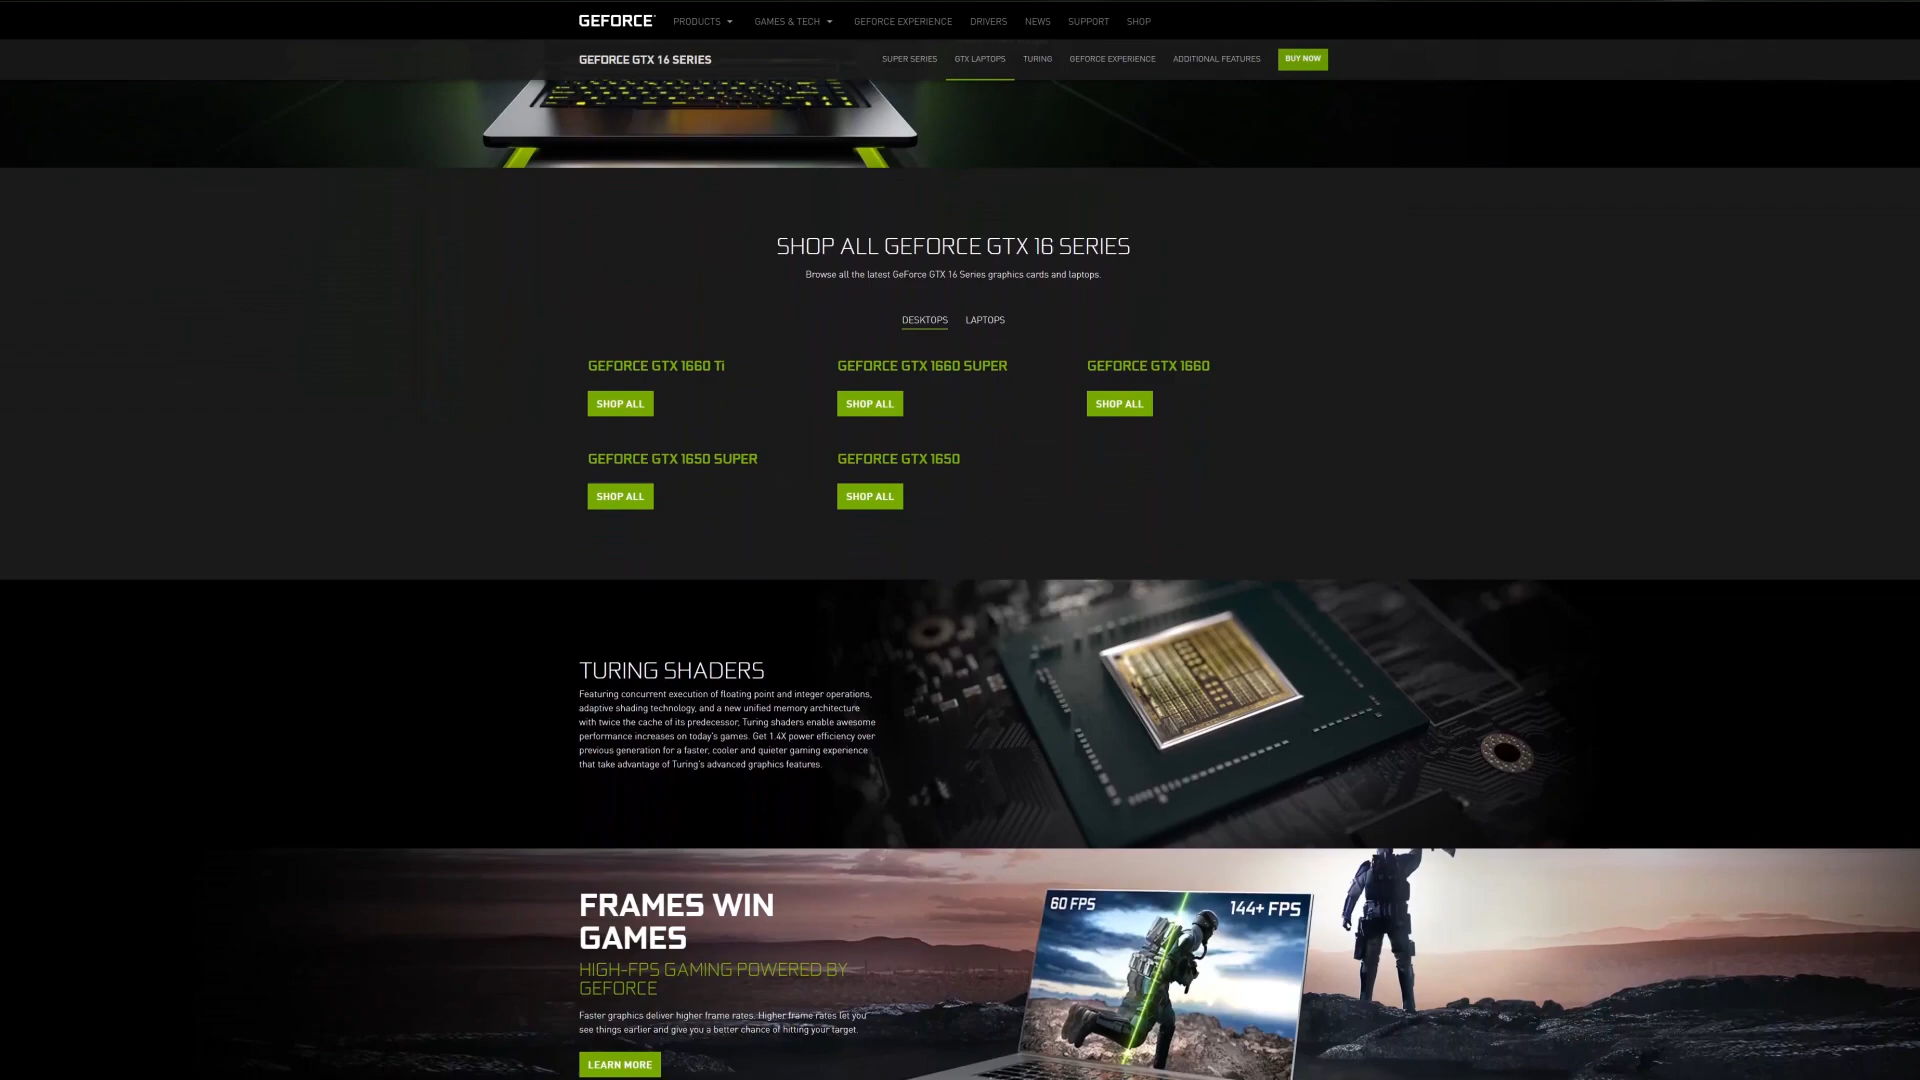 GEFORCE
PRODUCTS
GAMES & TECH
GEFORCE EXPERIENCE
DRIVERS
NEWS
SUPPORT
SHOP
GEFORCE GTX 16 SERIES
SUPER SERIES
GTX LAPTOPS
TURING
GEFORCE EXPERIENCE
ADDITIONAL FEATURES
BUY NOW
SHOP ALL GEFORCE GTX 16 SERIES
Browse all the latest GeForce GTX 16 Series graphics cards and laptops.
DESKTOPS
LAPTOPS
GEFORCE GTX 1660 Ti
GEFORCE GTX 1660 SUPER
GEFORCE GTX 1660
SHOP ALL
SHOP ALL
SHOP ALL
GEFORCE GTX 1650 SUPER
GEFORCE GTX 1650
SHOP ALL
SHOP ALL
TURING SHADERS
Featuring concurrent execution of floating point and integer operations,
adaptive shading technology, and a new unified memory architecture
with twice the cache of its predecessor, Turing shaders enable awesome
performance increases on today's games. Get 1.4X power efficiency over
previous generation for a faster, cooler and quieter gaming experience
that take advantage of Turing's advanced graphics features.
FRAMES WIN
GAMES
HIGH-FPS GAMING POWERED BY
GEFORCE
Faster graphics deliver higher frame rates. Higher frame rates let you
see things earlier and give you a better chance of hitting your target.
LEARN MORE
60 FPS
144+ FPS